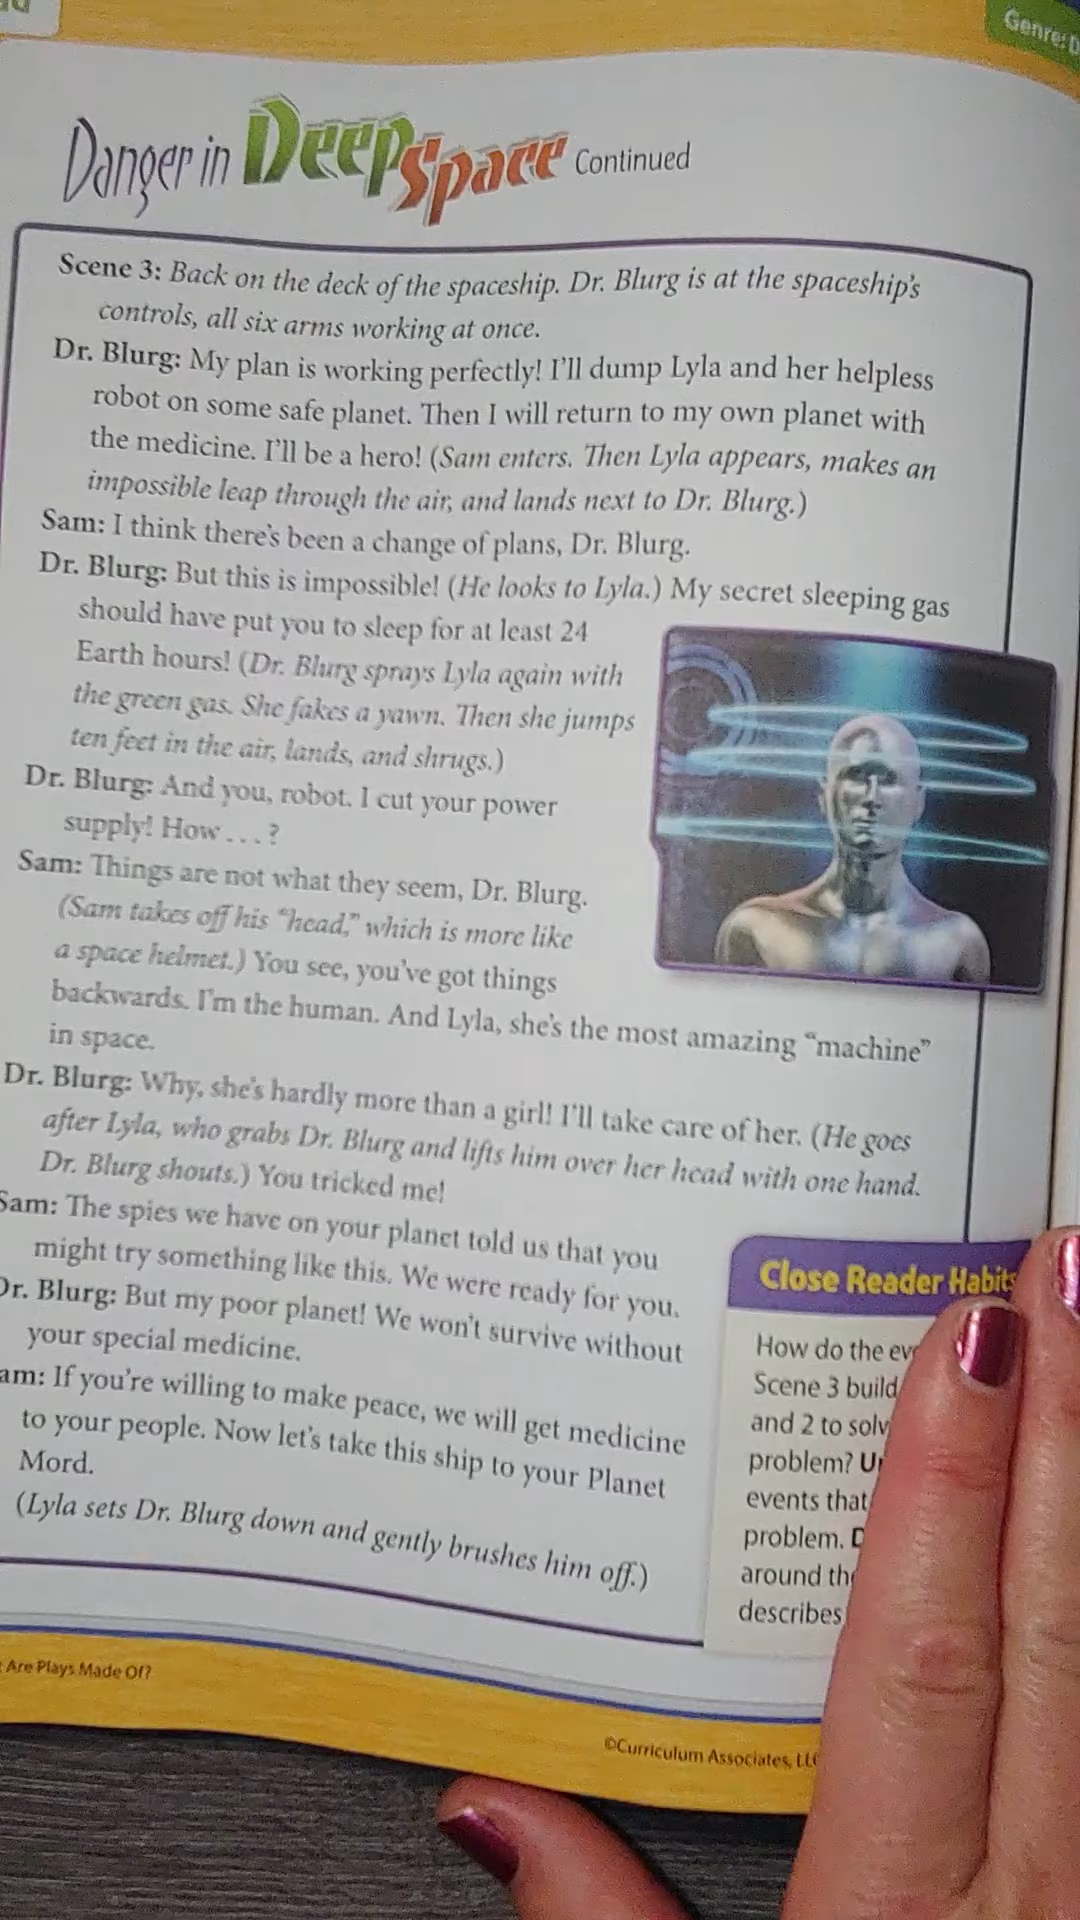 Genre: D
Danger in Deep Space Continued
Scene 3: Back on the deck of the spaceship. Dr. Blurg is at the spaceship's
controls, all six arms working at once.
Dr. Blurg: My plan is working perfectly! I'll dump Lyla and her helpless
robot on some safe planet. Then I will return to my own planet with
the medicine. I'll be a hero! (Sam enters. Then Lyla appears, makes an
impossible leap through the air, and lands next to Dr. Blurg.)
Sam: I think there's been a change of plans, Dr. Blurg.
Dr. Blurg: But this is impossible! (He looks to Lyla.) My secret sleeping gas
should have put you to sleep for at least 24
Earth hours! (Dr. Blurg sprays Lyla again with
the green gas. She fakes a yawn. Then she jumps
ten feet in the air, lands, and shrugs.)
Dr. Blurg: And you, robot. I cut your power
supply! How . . . ?
Sam: Things are not what they seem, Dr. Blurg.
(Sam takes off his "head," which is more like
a space helmet.) You see, you've got things
backwards. I'm the human. And Lyla, she's the most amazing "machine"
in space.
Dr. Blurg: Why, she's hardly more than a girl! I'll take care of her. (He goes
after Lyla, who grabs Dr. Blurg and lifts him over her head with one hand.
Dr. Blurg shouts.) You tricked me!
Sam: The spies we have on your planet told us that you
might try something like this. We were ready for you.
Dr. Blurg: But my poor planet! We won't survive without
your special medicine.
am: If you're willing to make peace, we will get medicine
to your people. Now let's take this ship to your Planet
Mord.
(Lyla sets Dr. Blurg down and gently brushes him off.)
Close Reader Habits
How do the eve
Scene 3 build
and 2 to solv
problem? U
events that
problem. D
around the
describes
Are Plays Made Of?
©Curriculum Associates, LLC